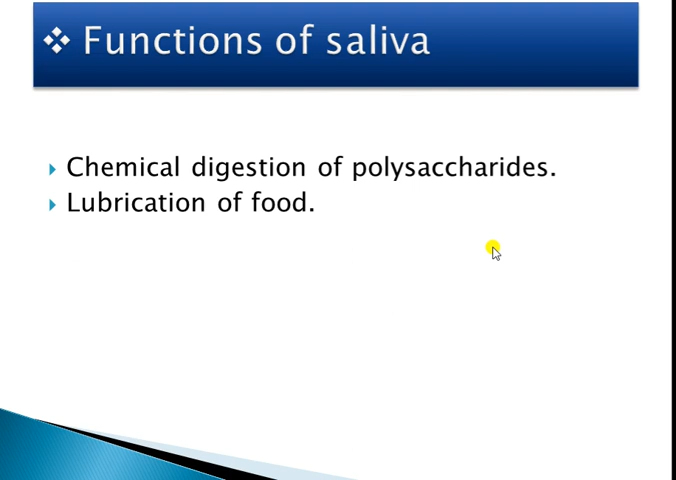 Functions of saliva
Chemical digestion of polysaccharides.
Lubrication of food.